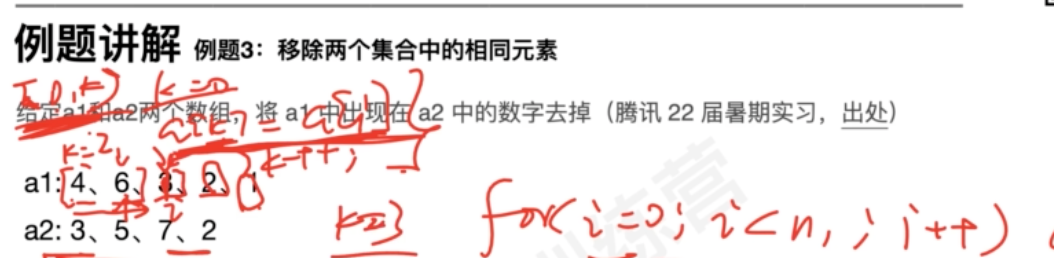 例题讲解 例题3：移除两个集合中的相同元素
给定a1和a2两个数组，将 a1 中出现在 a2 中的数字去掉（腾讯 22 届暑期实习，出处）
k=0
k++;
a1: 4、6、3、2、1
a2: 3、5、7、2
k=3
for(i=0; i<n, ; i++)
训练营